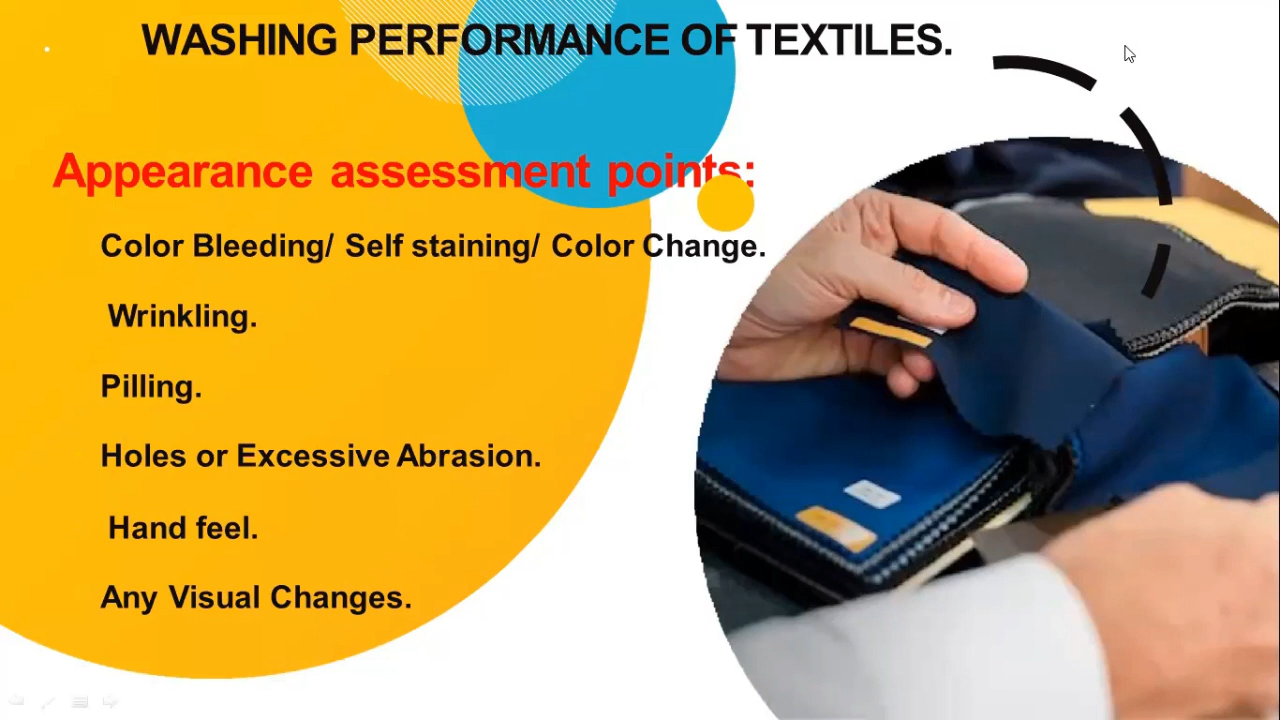 WASHING PERFORMANCE OF TEXTILES.
Appearance assessment points:
Color Bleeding/ Self staining/ Color Change.
Wrinkling.
Pilling.
Holes or Excessive Abrasion.
Hand feel.
Any Visual Changes.